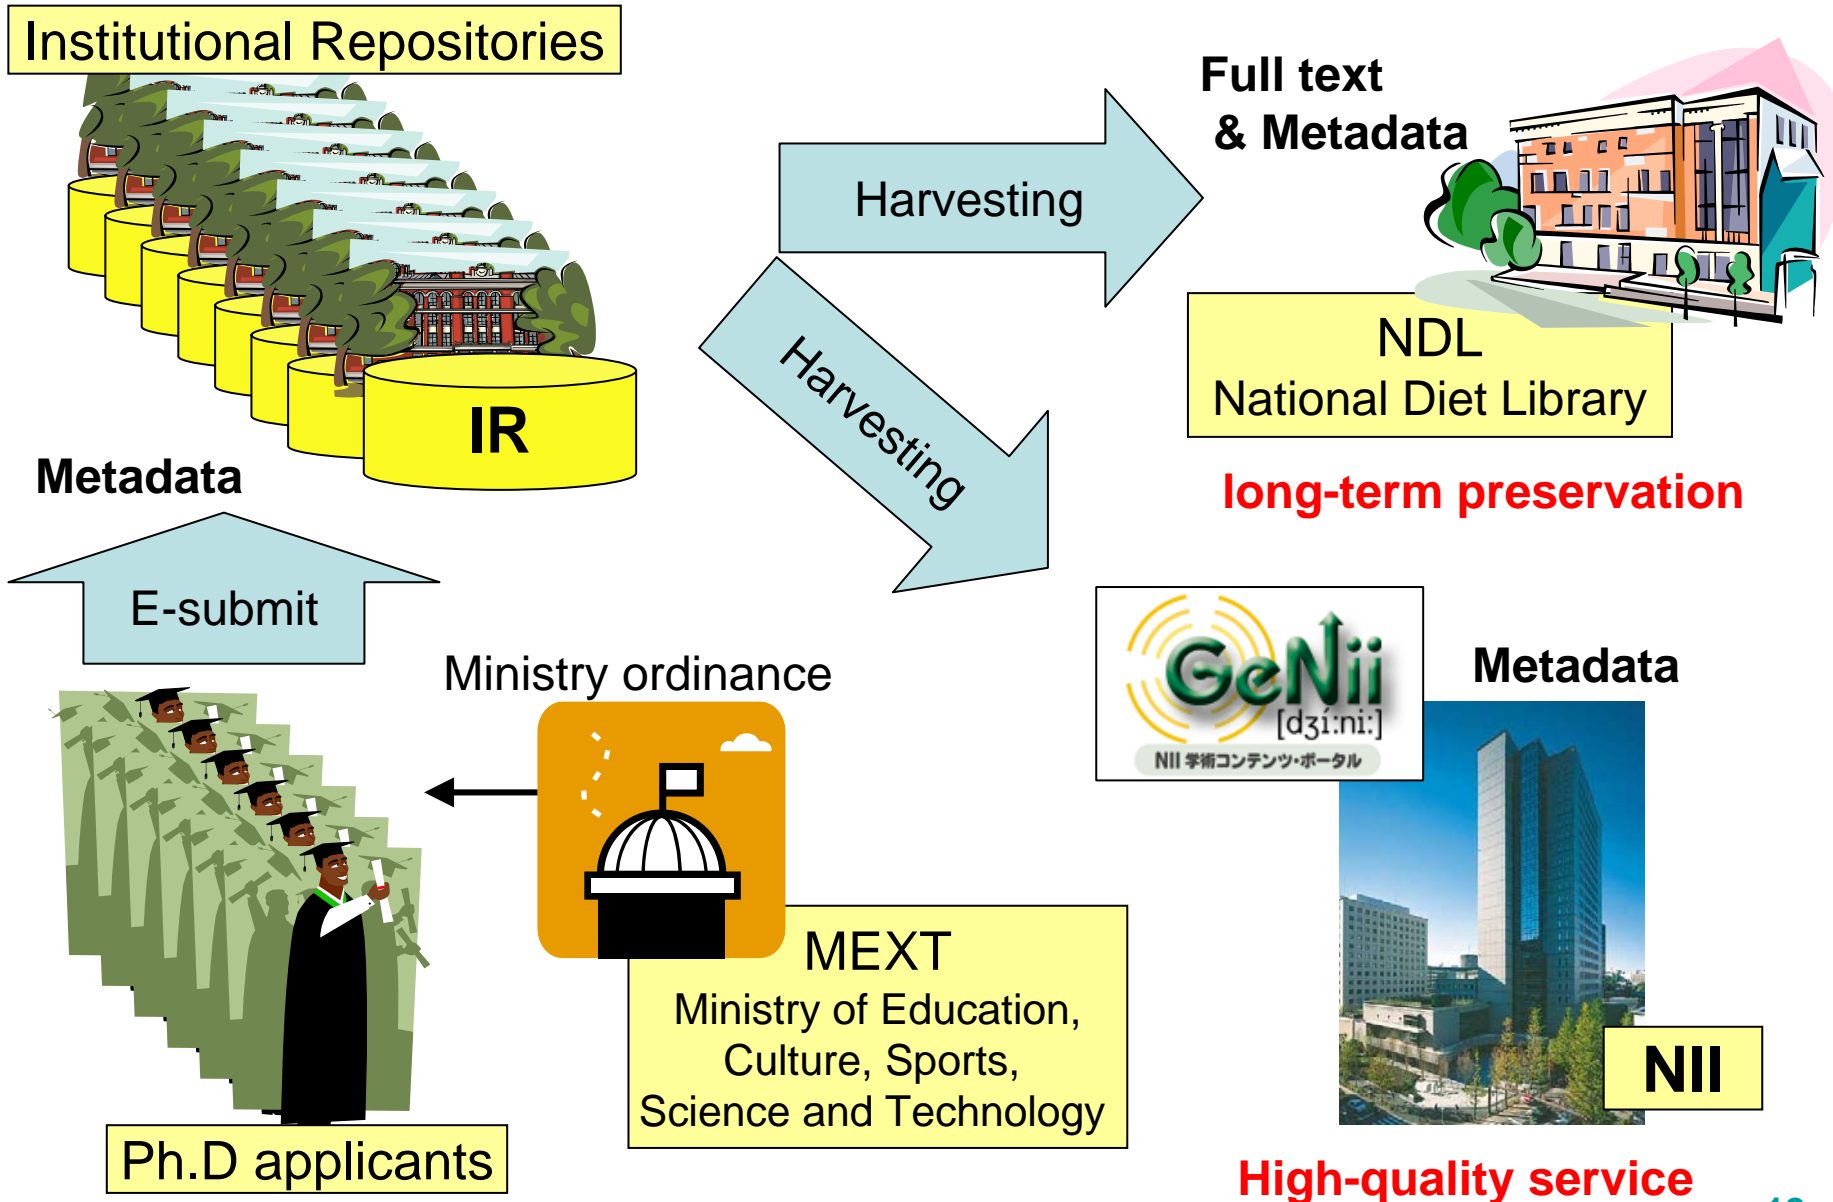 Institutional Repositories
IR
Metadata
E-submit
Ph.D applicants
Ministry ordinance
MEXT
Ministry of Education,
Culture, Sports,
Science and Technology
Harvesting
Harvesting
Full text
& Metadata
NDL
National Diet Library
long-term preservation
GeNii
[dʒíːniː]
NII 学術コンテンツ・ポータル
Metadata
NII
High-quality service